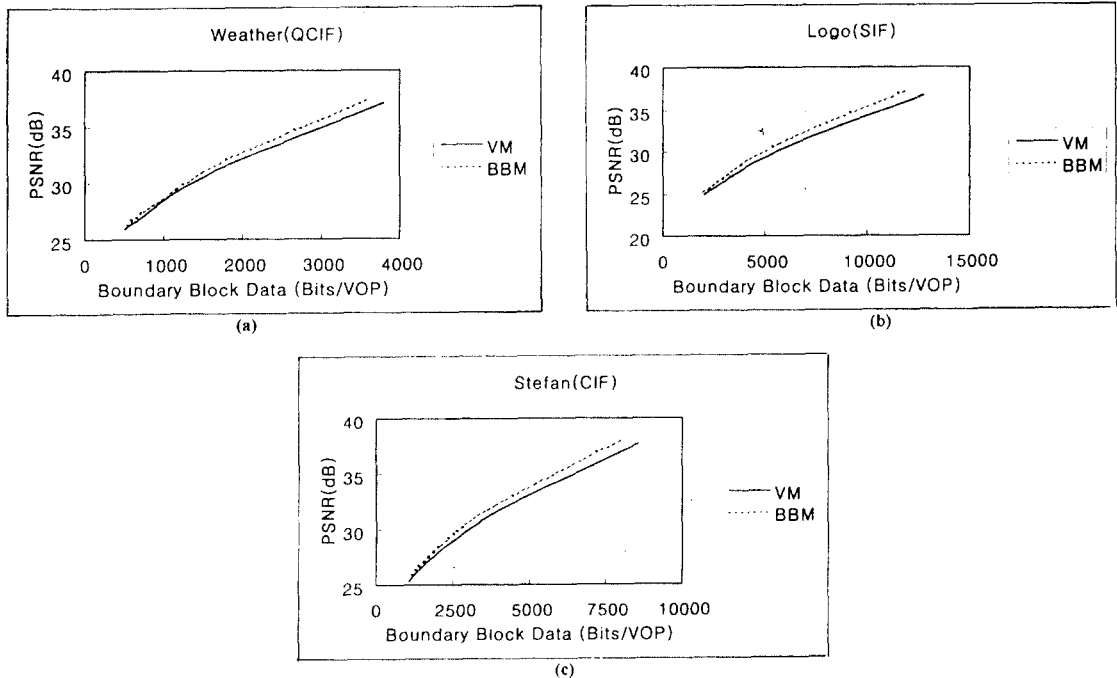 Weather(QCIF)
PSNR(dB)
40
35
30
25
0 1000 2000 3000 4000
Boundary Block Data (Bits/VOP)
VM
BBM
(a)
Logo(SIF)
PSNR(dB)
40
35
30
25
20
0 5000 10000 15000
Boundary Block Data (Bits/VOP)
VM
BBM
(b)
Stefan(CIF)
PSNR(dB)
40
35
30
25
0 2500 5000 7500 10000
Boundary Block Data (Bits/VOP)
VM
BBM
(c)